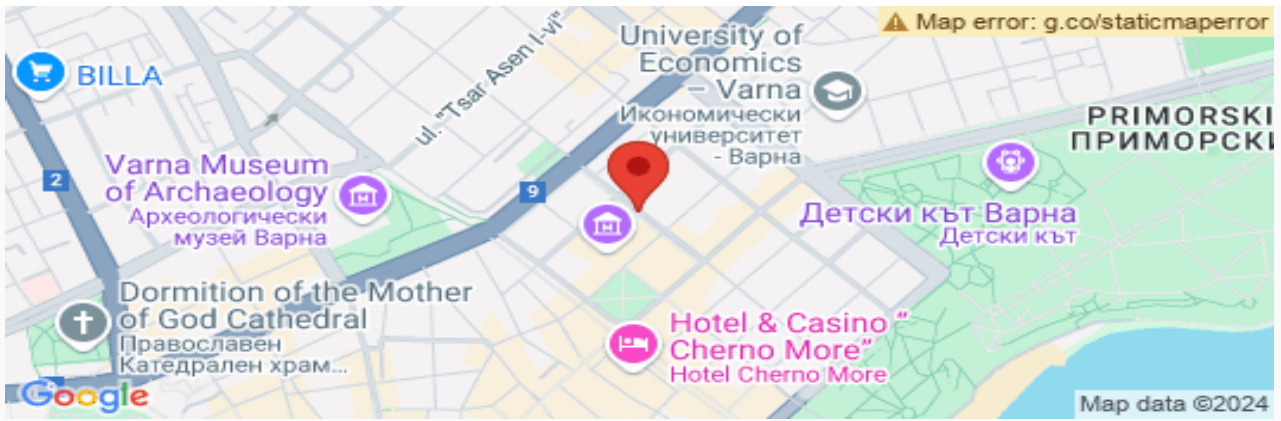 Map error: g.co/staticmaperror
ul. "Tsar Asen I-vi"
University of
Economics
– Varna
Икономически
университет
- Варна
BILLA
PRIMORSKI
ПРИМОРСКИ
Varna Museum
of Archaeology
Археологически
музей Варна
2
9
Детски кът Варна
Детски кът
Dormition of the Mother
of God Cathedral
Православен
Катедрален храм...
Hotel & Casino "
Cherno More"
Hotel Cherno More
Google
Map data ©2024